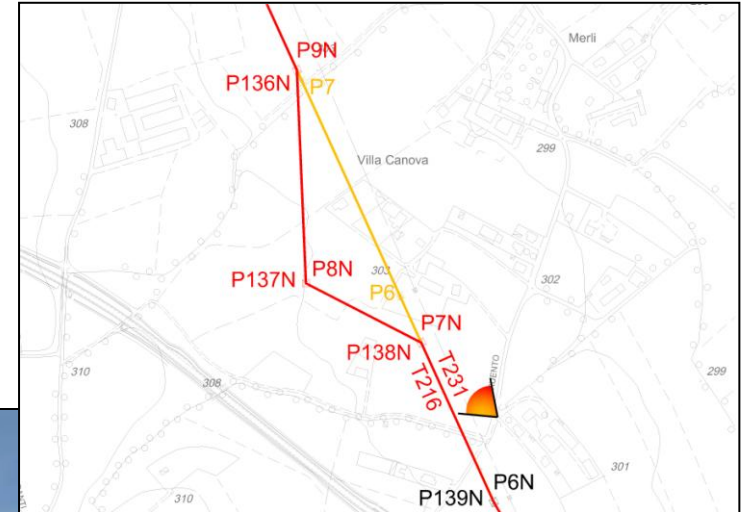 Merli
P9N
P136N
P7
308
299
Villa Canova
P8N
303
P137N
302
P6
P7N
P138N
T231
T216
310
308
299
301
P6N
P139N
310